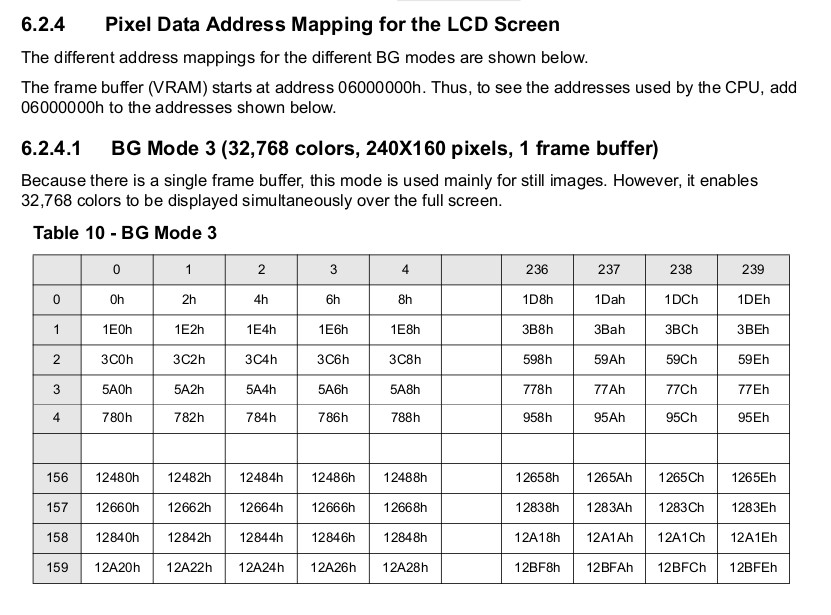 6.2.4 Pixel Data Address Mapping for the LCD Screen
The different address mappings for the different BG modes are shown below.
The frame buffer (VRAM) starts at address 06000000h. Thus, to see the addresses used by the CPU, add
06000000h to the addresses shown below.
6.2.4.1 BG Mode 3 (32,768 colors, 240X160 pixels, 1 frame buffer)
Because there is a single frame buffer, this mode is used mainly for still images. However, it enables
32,768 colors to be displayed simultaneously over the full screen.
Table 10 - BG Mode 3
0 1 2 3 4 236 237 238 239
0 0h 2h 4h 6h 8h 1D8h 1Dah 1DCh 1DEh
1 1E0h 1E2h 1E4h 1E6h 1E8h 3B8h 3Bah 3BCh 3BEh
2 3C0h 3C2h 3C4h 3C6h 3C8h 598h 59Ah 59Ch 59Eh
3 5A0h 5A2h 5A4h 5A6h 5A8h 778h 77Ah 77Ch 77Eh
4 780h 782h 784h 786h 788h 958h 95Ah 95Ch 95Eh
156 12480h 12482h 12484h 12486h 12488h 12658h 1265Ah 1265Ch 1265Eh
157 12660h 12662h 12664h 12666h 12668h 12838h 1283Ah 1283Ch 1283Eh
158 12840h 12842h 12844h 12846h 12848h 12A18h 12A1Ah 12A1Ch 12A1Eh
159 12A20h 12A22h 12A24h 12A26h 12A28h 12BF8h 12BFAh 12BFCh 12BFEh